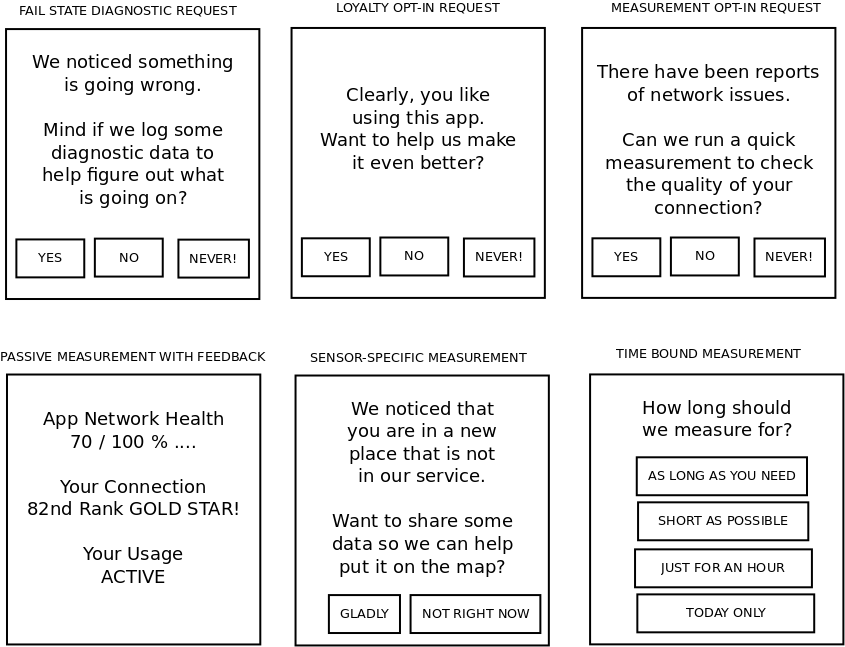 FAIL STATE DIAGNOSTIC REQUEST
We noticed something
is going wrong.
Mind if we log some
diagnostic data to
help figure out what
is going on?
YES
NO
NEVER!
LOYALTY OPT-IN REQUEST
Clearly, you like
using this app.
Want to help us make
it even better?
YES
NO
NEVER!
MEASUREMENT OPT-IN REQUEST
There have been reports
of network issues.
Can we run a quick
measurement to check
the quality of your
connection?
YES
NO
NEVER!
PASSIVE MEASUREMENT WITH FEEDBACK
App Network Health
70 / 100 % ....
Your Connection
82nd Rank GOLD STAR!
Your Usage
ACTIVE
SENSOR-SPECIFIC MEASUREMENT
We noticed that
you are in a new
place that is not
in our service.
Want to share some
data so we can help
put it on the map?
GLADLY
NOT RIGHT NOW
TIME BOUND MEASUREMENT
How long should
we measure for?
AS LONG AS YOU NEED
SHORT AS POSSIBLE
JUST FOR AN HOUR
TODAY ONLY